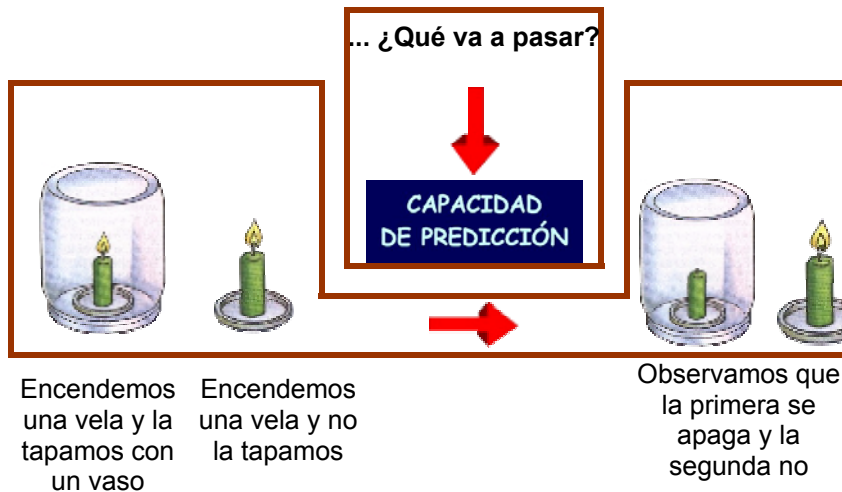 ... ¿Qué va a pasar?
CAPACIDAD
DE PREDICCIÓN
Encendemos
una vela y la
tapamos con
un vaso
Encendemos
una vela y no
la tapamos
Observamos que
la primera se
apaga y la
segunda no